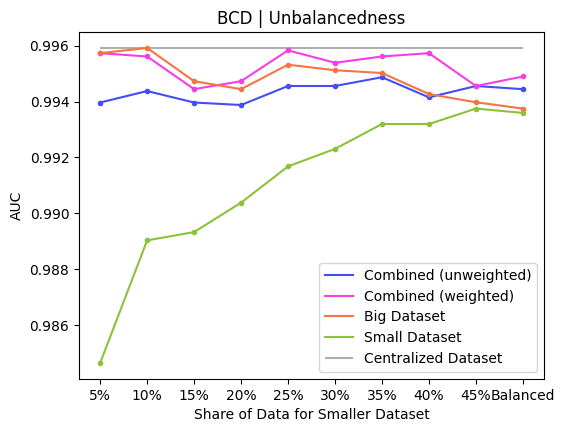 BCD | Unbalancedness
AUC
0.996
0.994
0.992
0.990
0.988
0.986
Combined (unweighted)
Combined (weighted)
Big Dataset
Small Dataset
Centralized Dataset
5% 10% 15% 20% 25% 30% 35% 40% 45% Balanced
Share of Data for Smaller Dataset